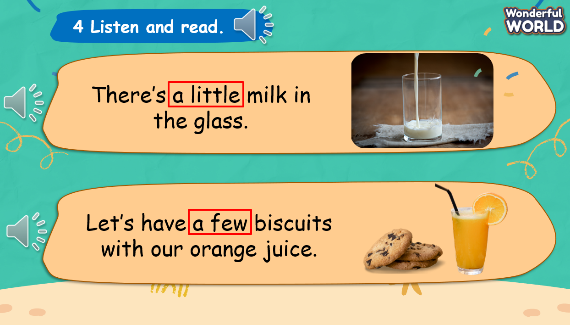 4 Listen and read.
Wonderful
WORLD
There's a little milk in
the glass.
Let's have a few biscuits
with our orange juice.